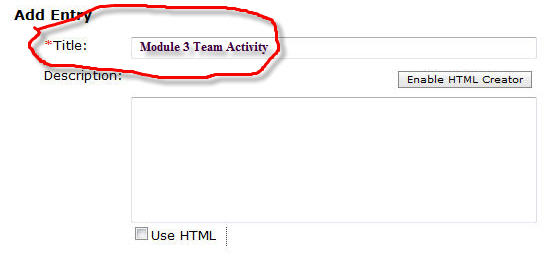 Add Entry
*Title: Module 3 Team Activity
Description: Enable HTML Creator
Use HTML